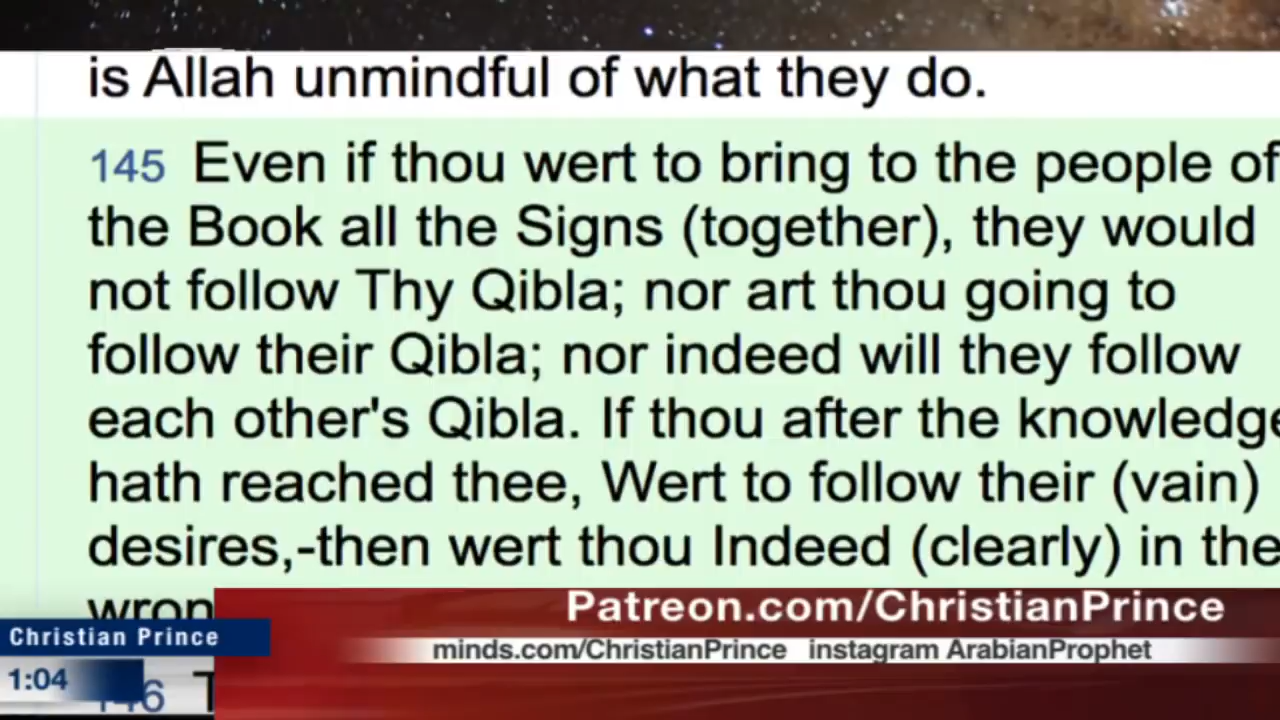 is Allah unmindful of what they do.
145 Even if thou wert to bring to the people of
the Book all the Signs (together), they would
not follow Thy Qibla; nor art thou going to
follow their Qibla; nor indeed will they follow
each other's Qibla. If thou after the knowledge
hath reached thee, Wert to follow their (vain)
desires,-then wert thou Indeed (clearly) in the
wron
Patreon.com/ChristianPrince
Christian Prince
minds.com/ChristianPrince instagram ArabianProphet
1:04
146 T